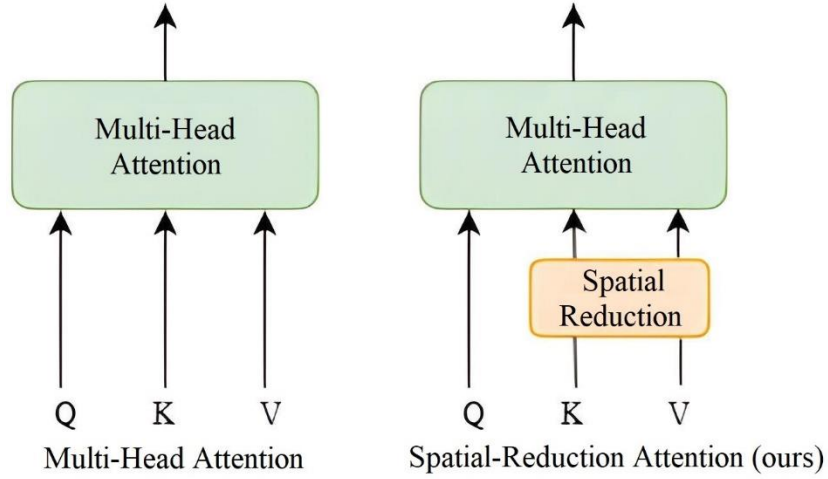 Multi-Head
Attention
Q K V
Multi-Head Attention
Multi-Head
Attention
Spatial
Reduction
Q K V
Spatial-Reduction Attention (ours)